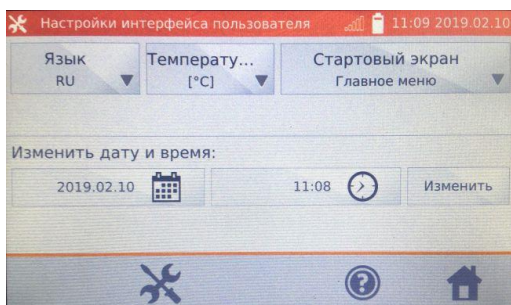 Настройки интерфейса пользователя 11:09 2019.02.10
Язык
RU
Температу...
[°C]
Стартовый экран
Главное меню
Изменить дату и время:
2019.02.10
11:08
Изменить
?